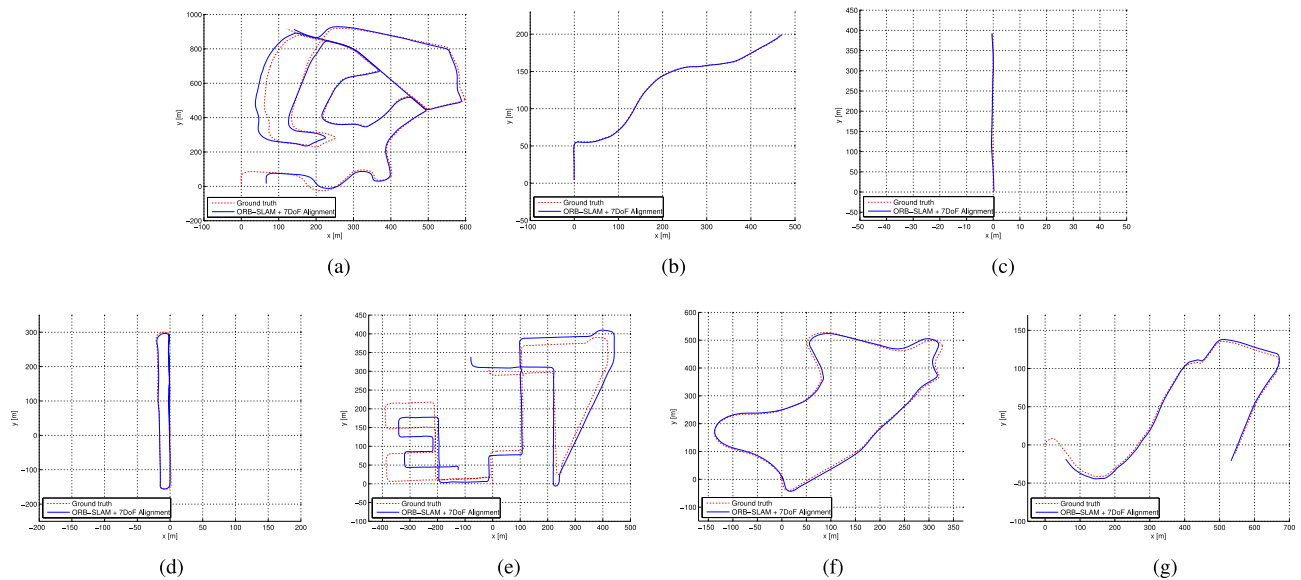 1000
800
600
400
200
0
−200
y [m]
Ground truth
ORB−SLAM + 7DoF Alignment
−100 0 100 200 300 400 500 600
x [m]
(a)
200
150
100
50
0
−50
y [m]
Ground truth
ORB−SLAM + 7DoF Alignment
−100 0 100 200 300 400 500
x [m]
(b)
450
400
350
300
250
200
150
100
50
0
−50
y [m]
Ground truth
ORB−SLAM + 7DoF Alignment
−50 −40 −30 −20 −10 0 10 20 30 40 50
x [m]
(c)
300
200
100
0
−100
−200
y [m]
Ground truth
ORB−SLAM + 7DoF Alignment
−200 −150 −100 −50 0 50 100 150 200
x [m]
(d)
450
400
350
300
250
200
150
100
50
0
−50
−100
y [m]
Ground truth
ORB−SLAM + 7DoF Alignment
−400 −300 −200 −100 0 100 200 300 400 500
x [m]
(e)
600
500
400
300
200
100
0
−100
y [m]
Ground truth
ORB−SLAM + 7DoF Alignment
−150 −100 −50 0 50 100 150 200 250 300 350
x [m]
(f)
150
100
50
0
−50
−100
y [m]
Ground truth
ORB−SLAM + 7DoF Alignment
0 100 200 300 400 500 600 700
x [m]
(g)